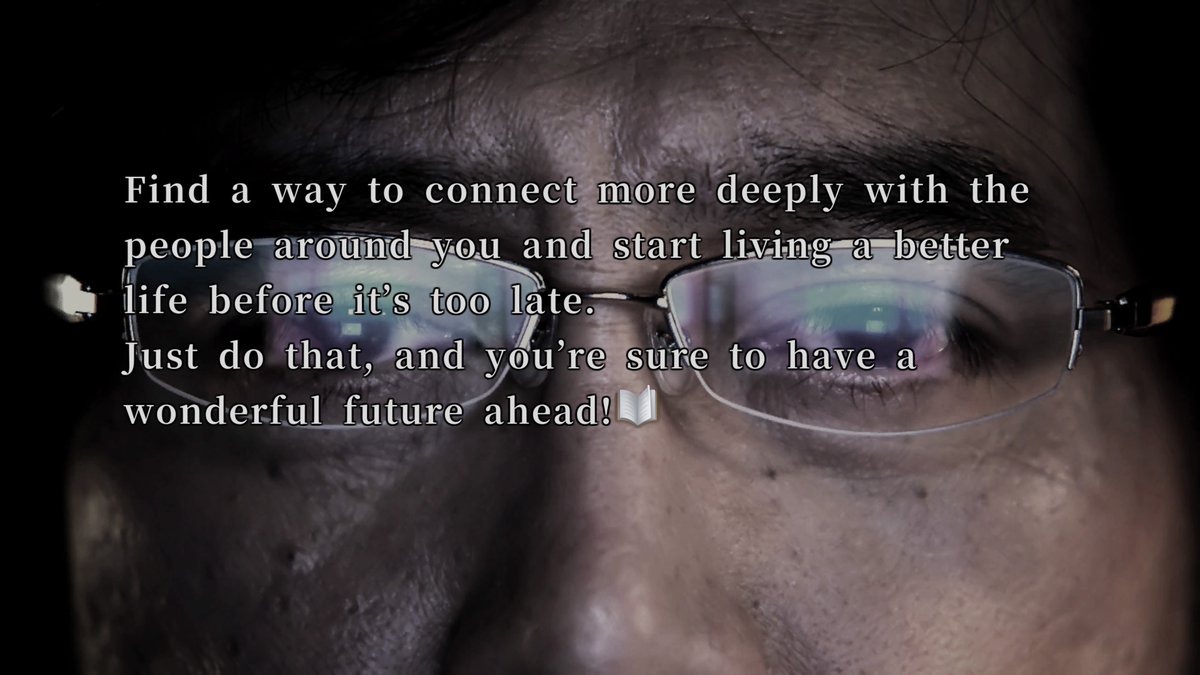 Find a way to connect more deeply with the
people around you and start living a better
life before it’s too late.
Just do that, and you’re sure to have a
wonderful future ahead!📖